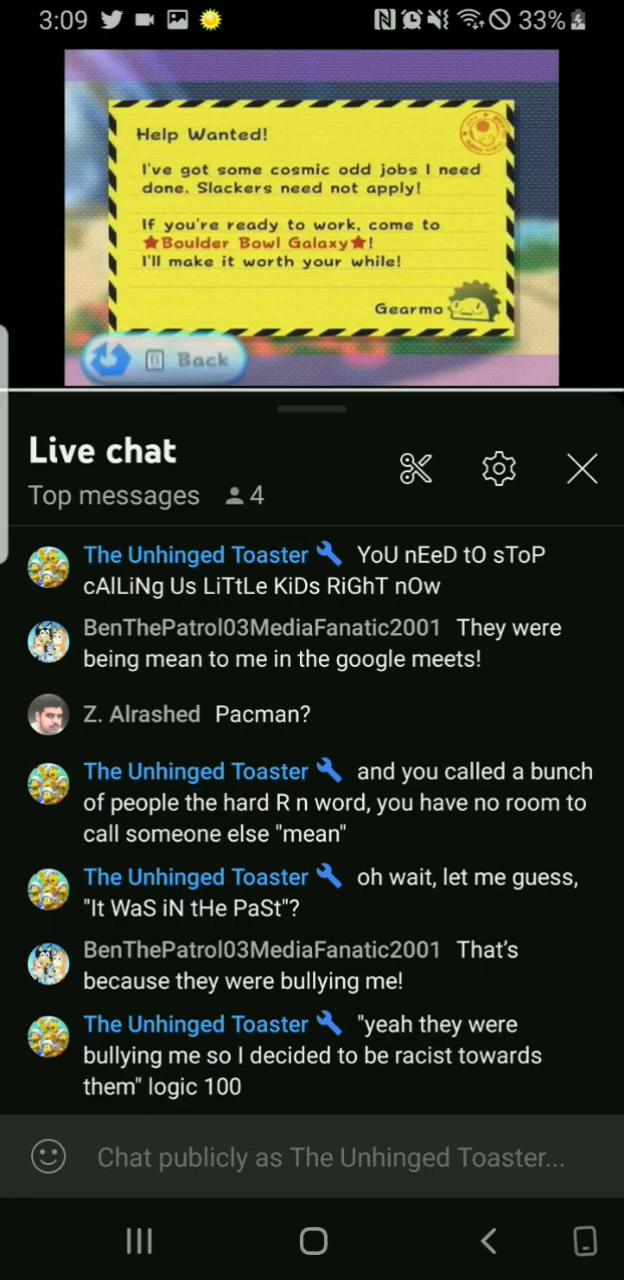 3:09
33%
Help Wanted!
I've got some cosmic odd jobs I need
done. Slackers need not apply!
If you're ready to work, come to
★Boulder Bowl Galaxy★!
I'll make it worth your while!
Gearmo
B Back
Live chat
Top messages 4
The Unhinged Toaster YoU nEeD tO sToP
cAlLiNg Us LiTtLe KiDs RiGhT nOw
BenThePatrol03MediaFanatic2001 They were
being mean to me in the google meets!
Z. Alrashed Pacman?
The Unhinged Toaster and you called a bunch
of people the hard R n word, you have no room to
call someone else "mean"
The Unhinged Toaster oh wait, let me guess,
"It WaS iN tHe PaSt"?
BenThePatrol03MediaFanatic2001 That's
because they were bullying me!
The Unhinged Toaster "yeah they were
bullying me so I decided to be racist towards
them" logic 100
Chat publicly as The Unhinged Toaster...